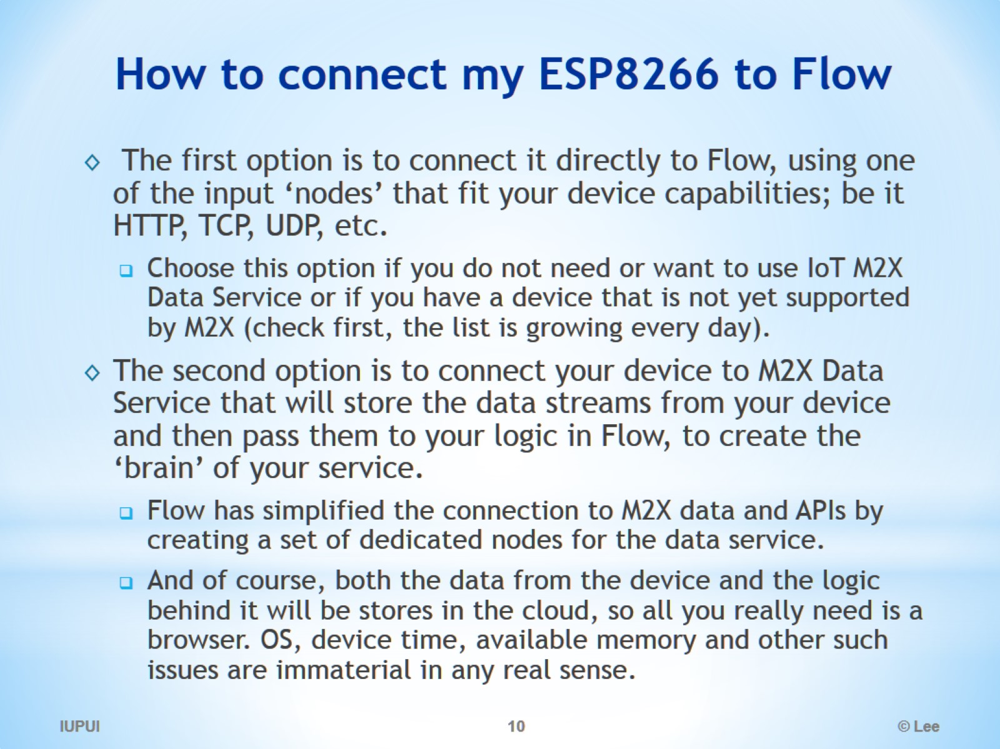 How to connect my ESP8266 to Flow
◇ The first option is to connect it directly to Flow, using one
of the input ‘nodes’ that fit your device capabilities; be it
HTTP, TCP, UDP, etc.
❑ Choose this option if you do not need or want to use IoT M2X
Data Service or if you have a device that is not yet supported
by M2X (check first, the list is growing every day).
◇ The second option is to connect your device to M2X Data
Service that will store the data streams from your device
and then pass them to your logic in Flow, to create the
‘brain’ of your service.
❑ Flow has simplified the connection to M2X data and APIs by
creating a set of dedicated nodes for the data service.
❑ And of course, both the data from the device and the logic
behind it will be stores in the cloud, so all you really need is a
browser. OS, device time, available memory and other such
issues are immaterial in any real sense.
IUPUI 10 © Lee